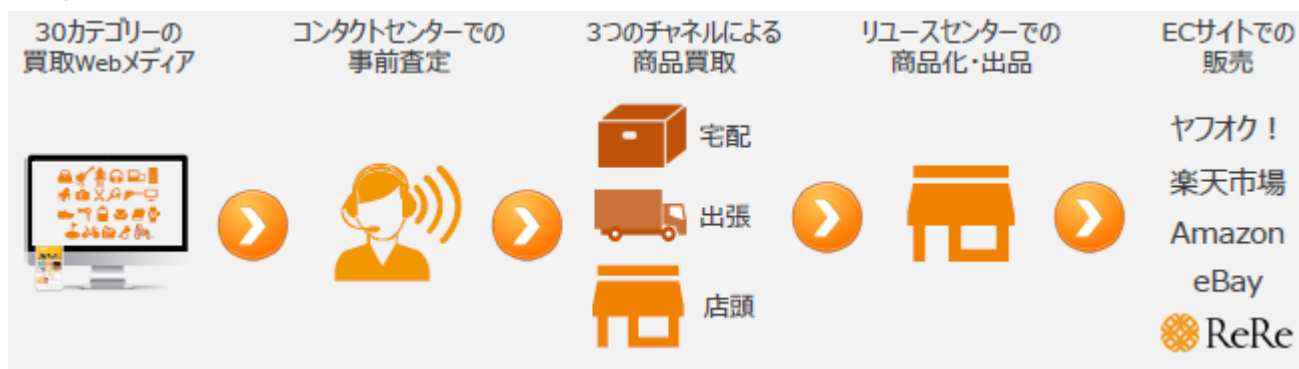 30カテゴリーの
買取Webメディア
コンタクトセンターでの
事前査定
3つのチャネルによる
商品買取
宅配
出張
店頭
リユースセンターでの
商品化・出品
ECサイトでの
販売
ヤフオク！
楽天市場
Amazon
eBay
ReRe